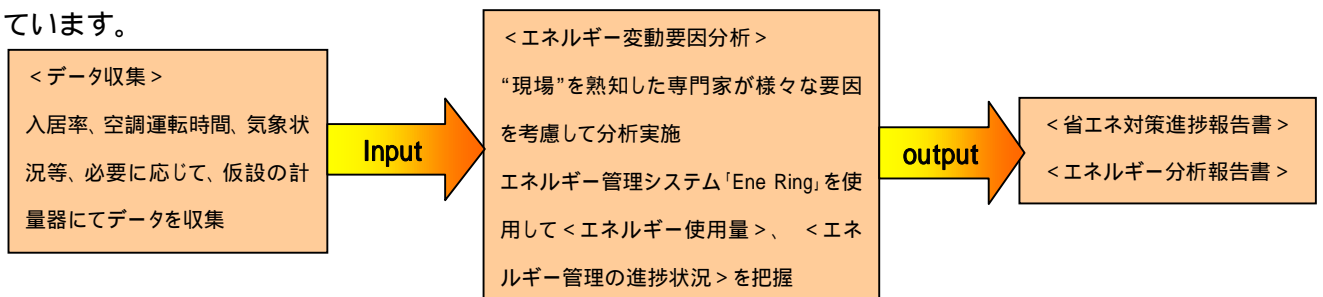 ています。
＜データ収集＞
入居率、空調運転時間、気象状
況等、必要に応じて、仮設の計
量器にてデータを収集
Input
＜エネルギー変動要因分析＞
“現場”を熟知した専門家が様々な要因
を考慮して分析実施
エネルギー管理システム「Ene Ring」を使
用して＜エネルギー使用量＞、　＜エネ
ルギー管理の進捗状況＞を把握
output
＜省エネ対策進捗報告書＞
＜エネルギー分析報告書＞